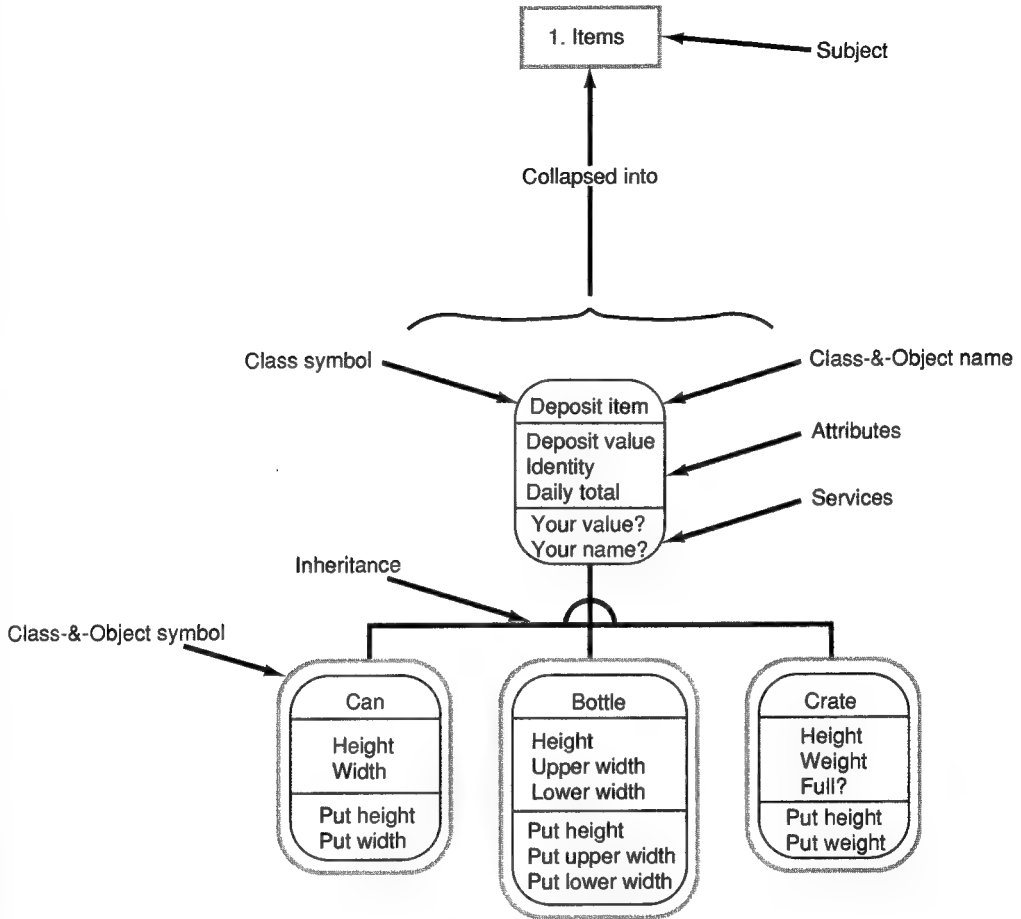 1. Items
Subject
Collapsed into
Class symbol
Class-&-Object name
Deposit item
Attributes
Deposit value
Identity
Daily total
Services
Your value?
Your name?
Inheritance
Class-&-Object symbol
Can
Height
Width
Put height
Put width
Bottle
Height
Upper width
Lower width
Put height
Put upper width
Put lower width
Crate
Height
Weight
Full?
Put height
Put weight